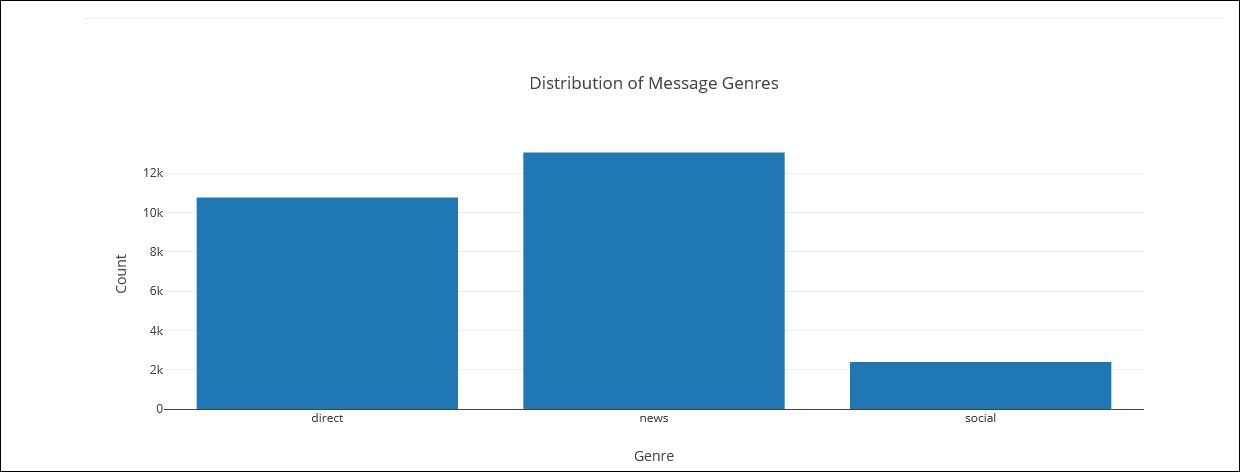 Distribution of Message Genres
12k
10k
8k
6k
4k
2k
0
Count
direct news social
Genre